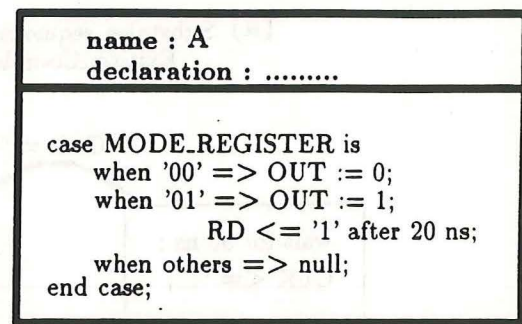 name : A
declaration : .........
case MODE_REGISTER is
when '00' => OUT := 0;
when '01' => OUT := 1;
RD <= '1' after 20 ns;
when others => null;
end case;